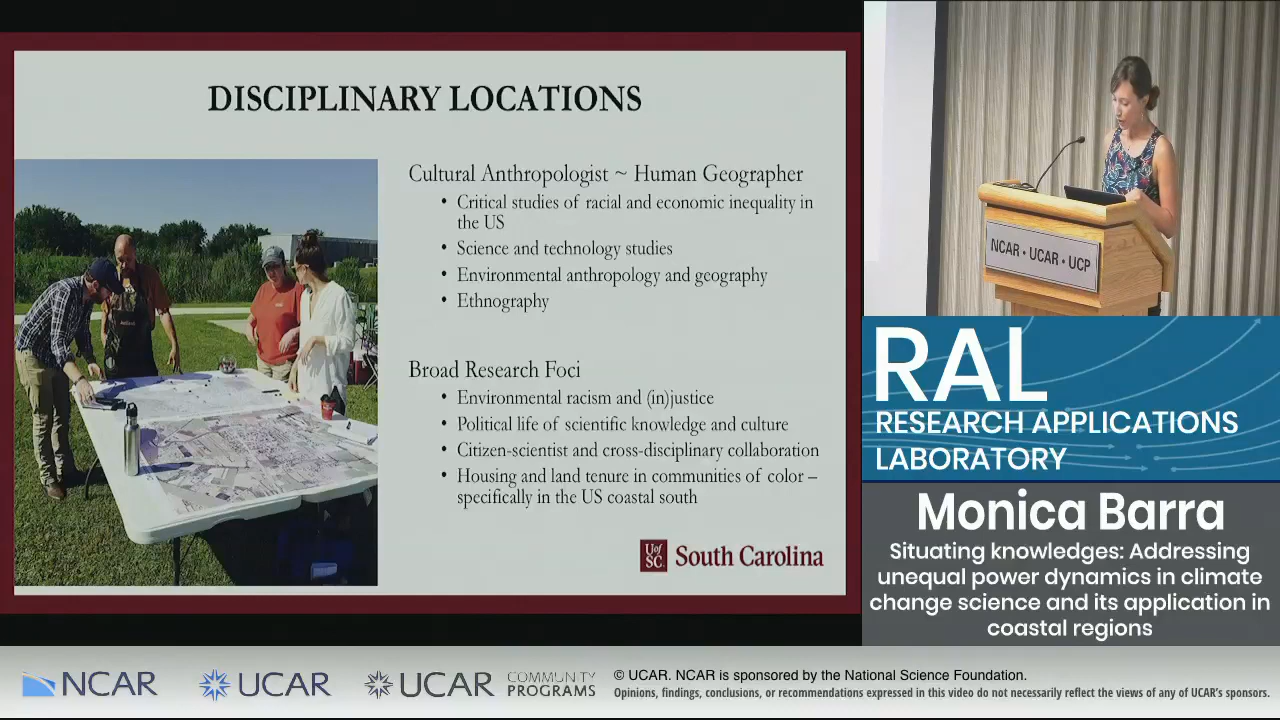 DISCIPLINARY LOCATIONS
Cultural Anthropologist ~ Human Geographer
• Critical studies of racial and economic inequality in
the US
• Science and technology studies
• Environmental anthropology and geography
• Ethnography
Broad Research Foci
• Environmental racism and (in)justice
• Political life of scientific knowledge and culture
• Citizen-scientist and cross-disciplinary collaboration
• Housing and land tenure in communities of color –
specifically in the US coastal south
U of SC South Carolina
NCAR • UCAR • UCP
RAL
RESEARCH APPLICATIONS
LABORATORY
Monica Barra
Situating knowledges: Addressing
unequal power dynamics in climate
change science and its application in
coastal regions
NCAR
UCAR
UCAR
COMMUNITY
PROGRAMS
© UCAR. NCAR is sponsored by the National Science Foundation.
Opinions, findings, conclusions, or recommendations expressed in this video do not necessarily reflect the views of any of UCAR's sponsors.